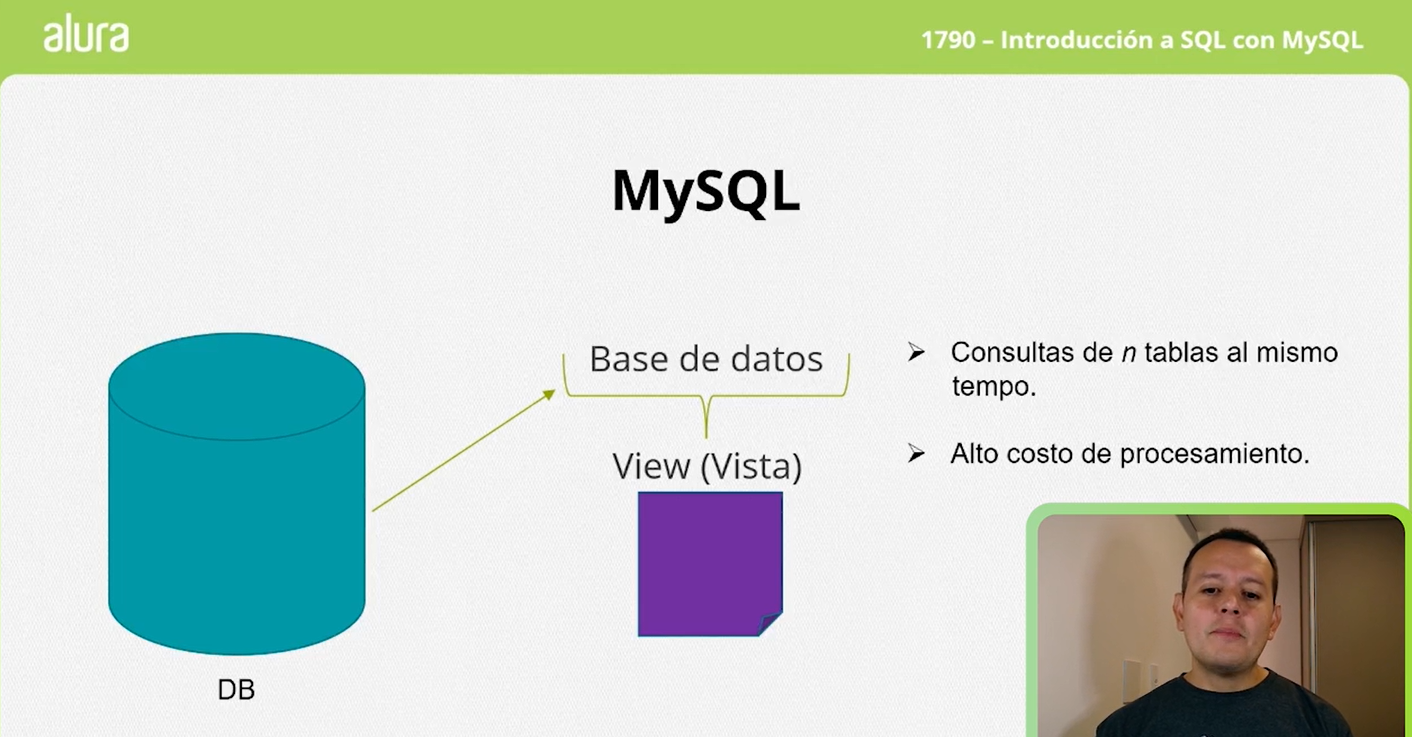 alura
1790 – Introducción a SQL con MySQL
MySQL
Base de datos
View (Vista)
DB
➢ Consultas de n tablas al mismo
tempo.
➢ Alto costo de procesamiento.